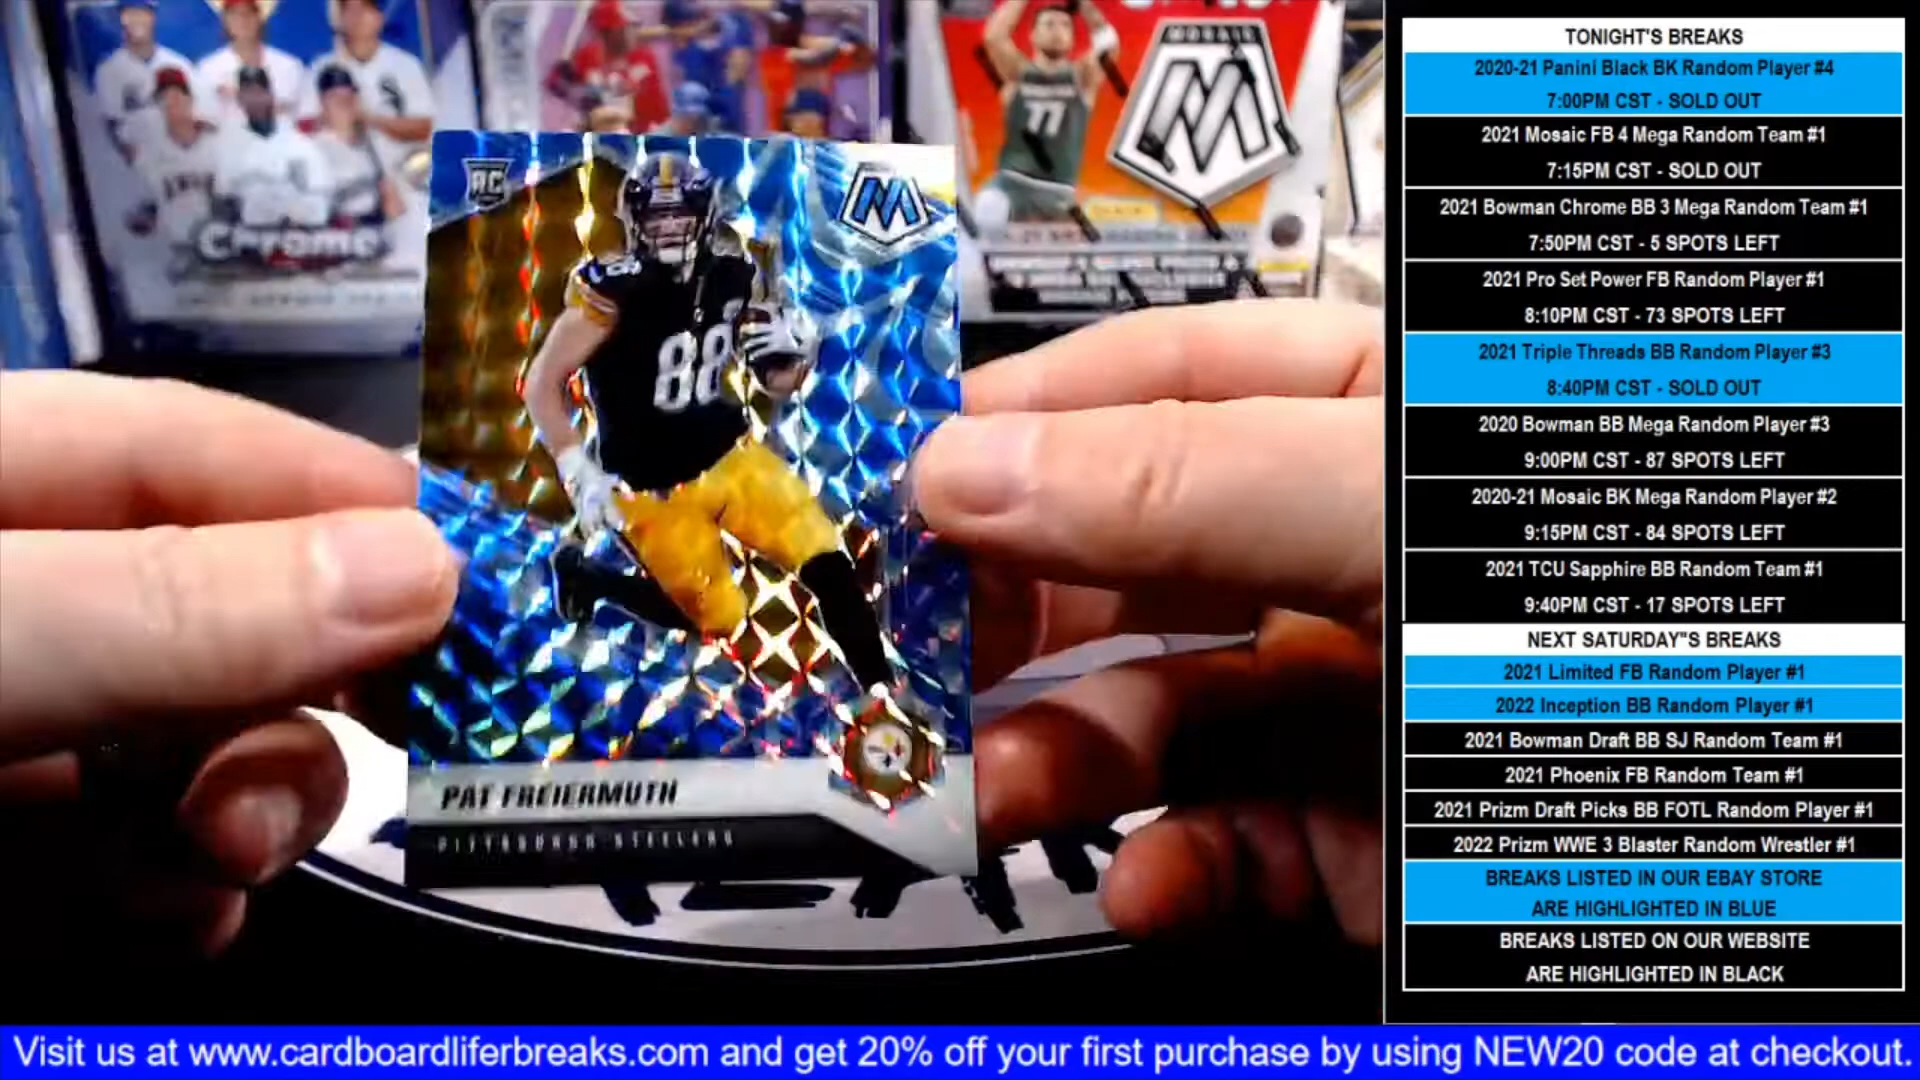 MOSAIC
Chrome
77
RC
M
88
88
PAT FREIERMUTH
PITTSBURGH STEELERS
TONIGHT'S BREAKS
2020-21 Panini Black BK Random Player #4
7:00PM CST - SOLD OUT
2021 Mosaic FB 4 Mega Random Team #1
7:15PM CST - SOLD OUT
2021 Bowman Chrome BB 3 Mega Random Team #1
7:50PM CST - 5 SPOTS LEFT
2021 Pro Set Power FB Random Player #1
8:10PM CST - 73 SPOTS LEFT
2021 Triple Threads BB Random Player #3
8:40PM CST - SOLD OUT
2020 Bowman BB Mega Random Player #3
9:00PM CST - 87 SPOTS LEFT
2020-21 Mosaic BK Mega Random Player #2
9:15PM CST - 84 SPOTS LEFT
2021 TCU Sapphire BB Random Team #1
9:40PM CST - 17 SPOTS LEFT
NEXT SATURDAY"S BREAKS
2021 Limited FB Random Player #1
2022 Inception BB Random Player #1
2021 Bowman Draft BB SJ Random Team #1
2021 Phoenix FB Random Team #1
2021 Prizm Draft Picks BB FOTL Random Player #1
2022 Prizm WWE 3 Blaster Random Wrestler #1
BREAKS LISTED IN OUR EBAY STORE
ARE HIGHLIGHTED IN BLUE
BREAKS LISTED ON OUR WEBSITE
ARE HIGHLIGHTED IN BLACK
Visit us at www.cardboardliferbreaks.com and get 20% off your first purchase by using NEW20 code at checkout.